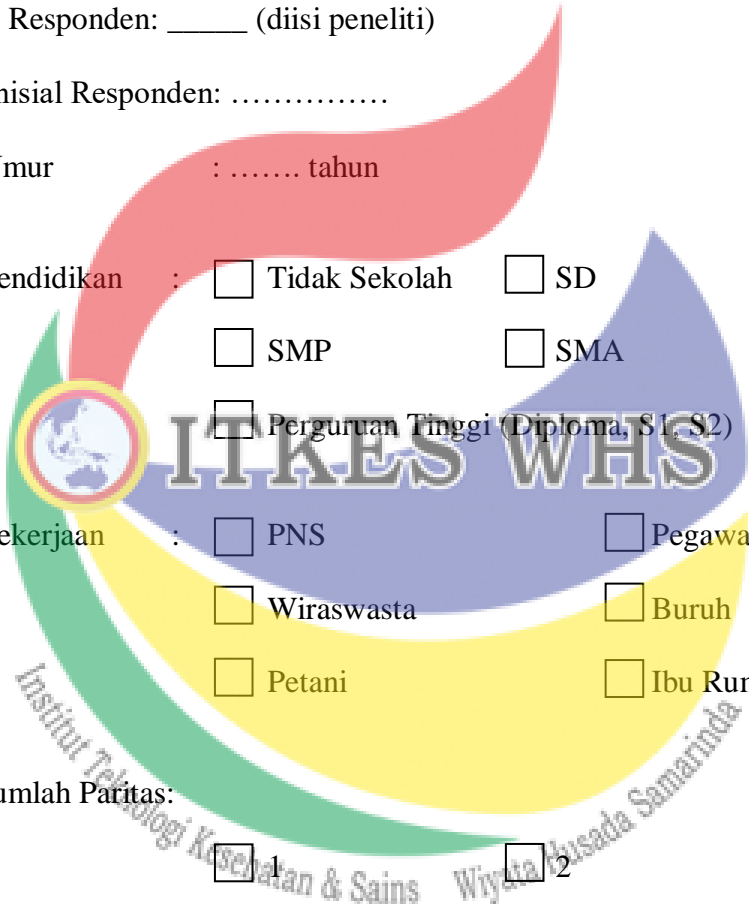 Responden: _____ (diisi peneliti)
nisial Responden: ……………
mur : ……. tahun
endidikan : Tidak Sekolah SD
SMP SMA
Perguruan Tinggi (Diploma, S1, S2)
ITKES WHS
ekerjaan : PNS Pegawa
Wiraswasta Buruh
Petani Ibu Rum
umlah Paritas:
1 2
Institut Teknologi Kesehatan & Sains Wiyata Husada Samarinda